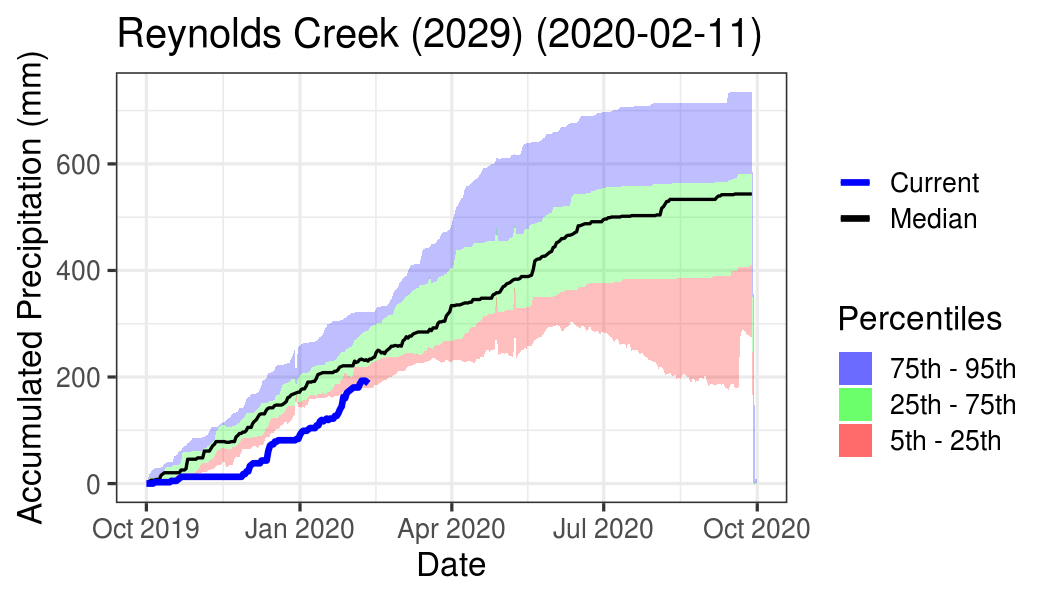 Reynolds Creek (2029) (2020-02-11)
Accumulated Precipitation (mm)
600
400
200
0
Oct 2019
Jan 2020
Apr 2020
Jul 2020
Oct 2020
Date
Current
Median
Percentiles
75th - 95th
25th - 75th
5th - 25th